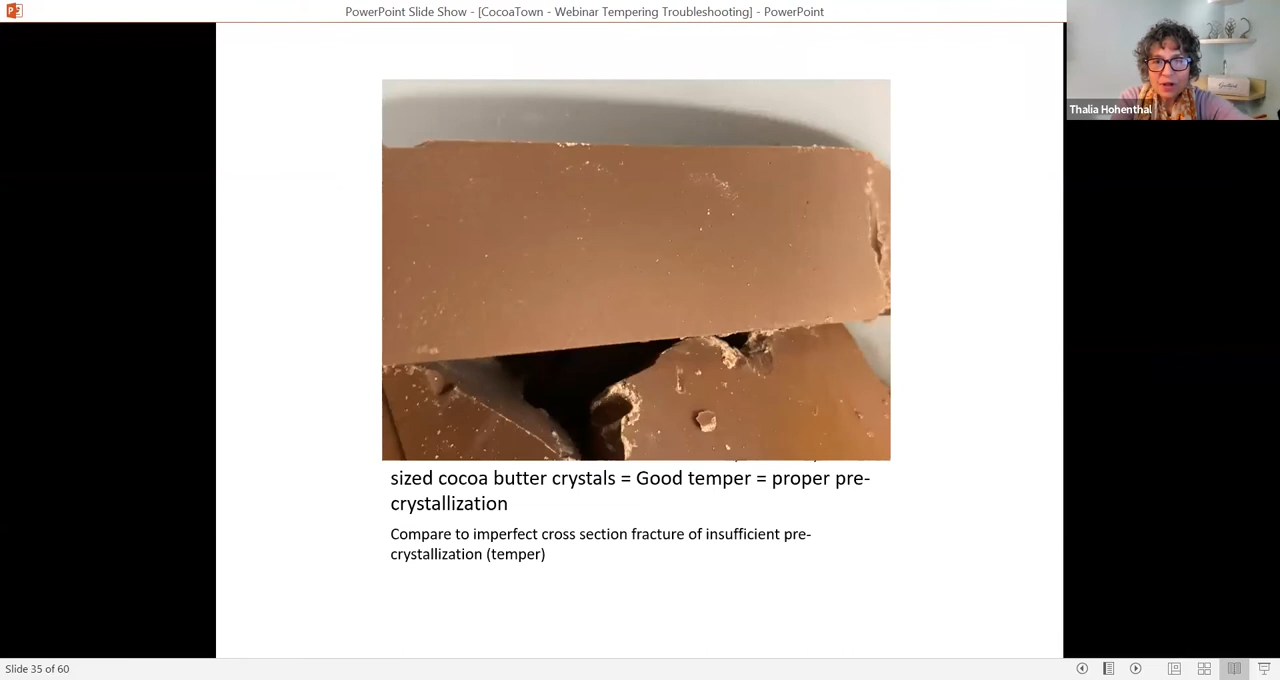 PowerPoint Slide Show - [CocoaTown - Webinar Tempering Troubleshooting] - PowerPoint
Thalia Hohenthal
sized cocoa butter crystals = Good temper = proper pre-
crystallization
Compare to imperfect cross section fracture of insufficient pre-
crystallization (temper)
Slide 35 of 60